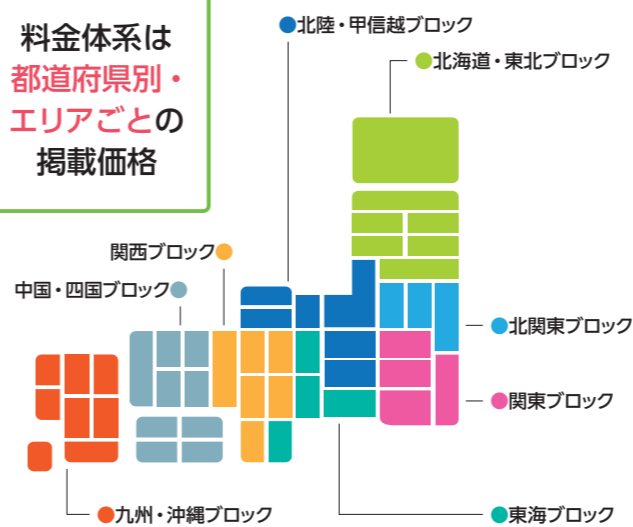 料金体系は
都道府県別・
エリアごとの
掲載価格
北陸・甲信越ブロック
北海道・東北ブロック
関西ブロック
中国・四国ブロック
北関東ブロック
関東ブロック
九州・沖縄ブロック
東海ブロック